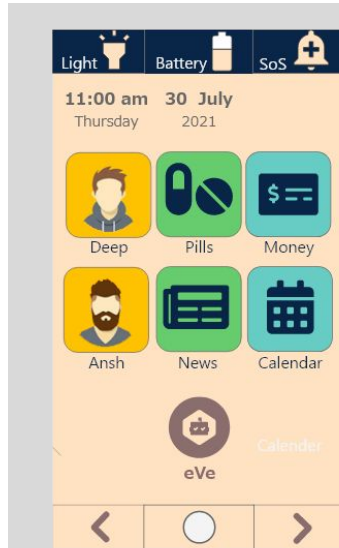 Light Battery SoS
11:00 am 30 July
Thursday 2021
$
Deep Pills Money
Ansh News Calendar
Calender
eVe